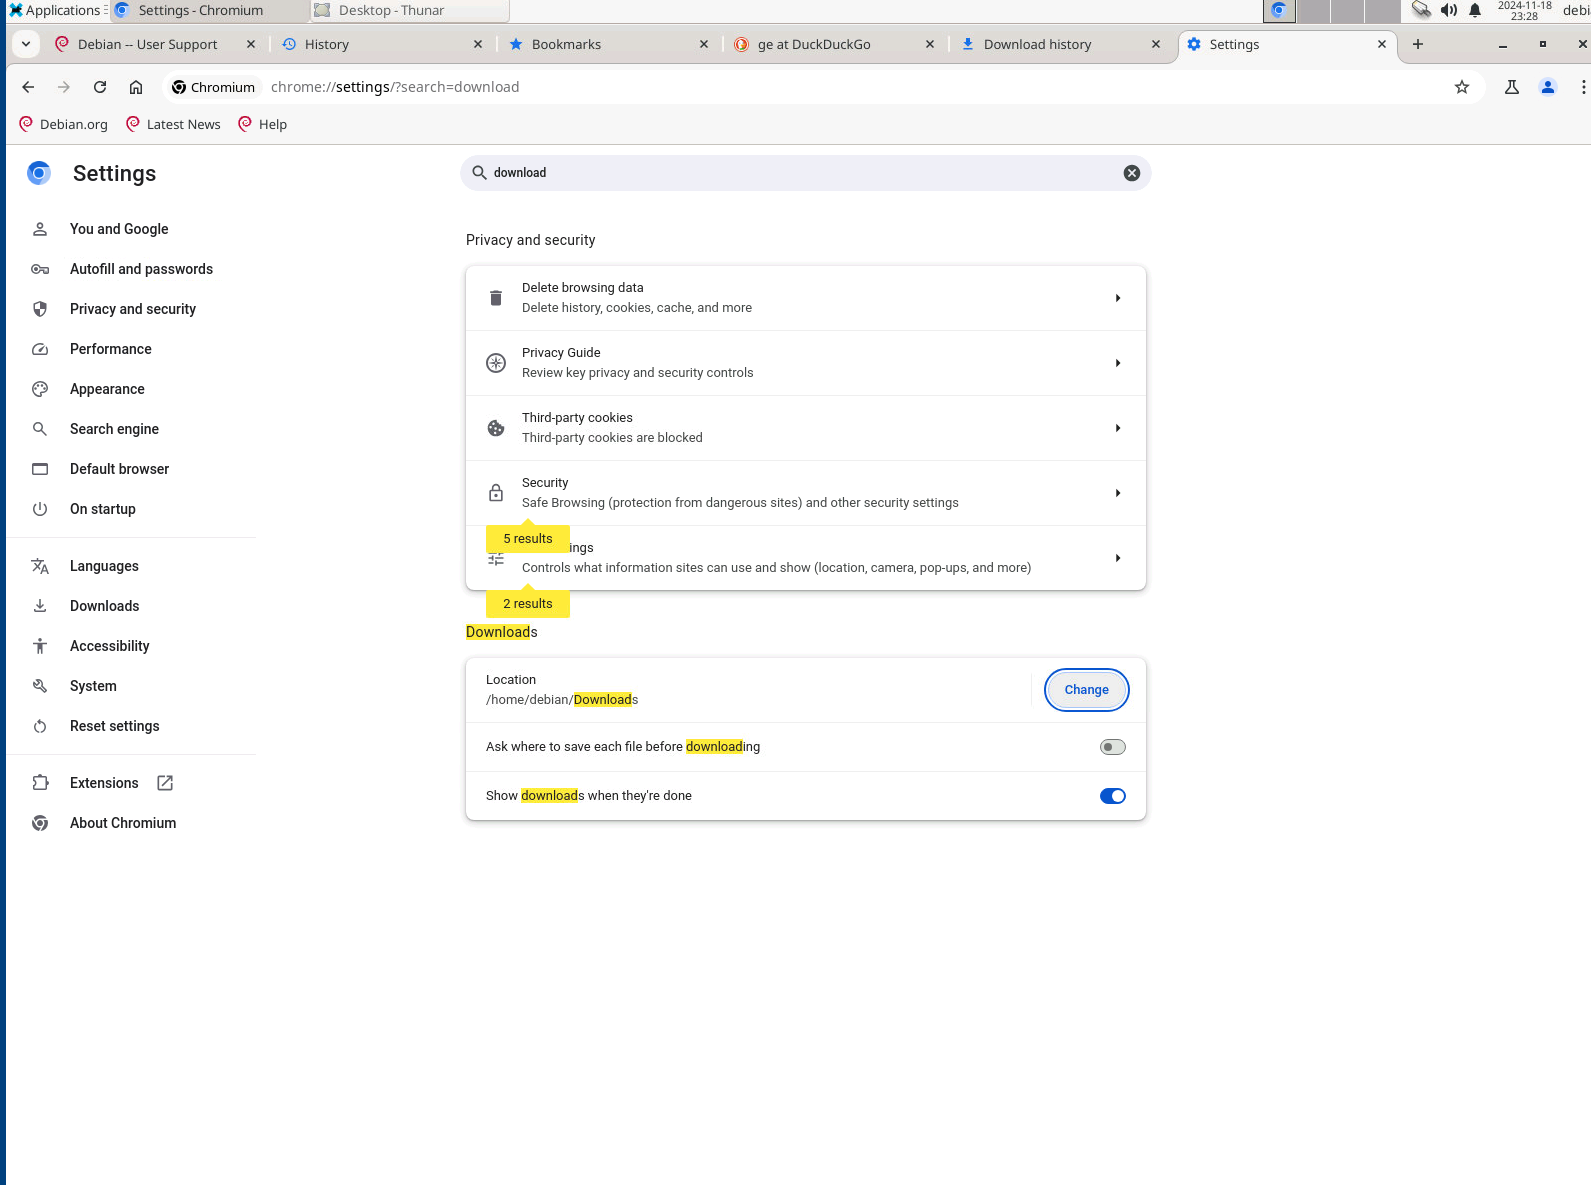 Applications
Settings - Chromium
Desktop - Thunar
2024-11-18
23:28
debi
Debian -- User Support
History
Bookmarks
ge at DuckDuckGo
Download history
Settings
Chromium
chrome://settings/?search=download
Debian.org
Latest News
Help
Settings
download
You and Google
Autofill and passwords
Privacy and security
Performance
Appearance
Search engine
Default browser
On startup
Languages
Downloads
Accessibility
System
Reset settings
Extensions
About Chromium
Privacy and security
Delete browsing data
Delete history, cookies, cache, and more
Privacy Guide
Review key privacy and security controls
Third-party cookies
Third-party cookies are blocked
Security
Safe Browsing (protection from dangerous sites) and other security settings
5 results
ings
Controls what information sites can use and show (location, camera, pop-ups, and more)
2 results
Downloads
Location
/home/debian/Downloads
Change
Ask where to save each file before downloading
Show downloads when they're done